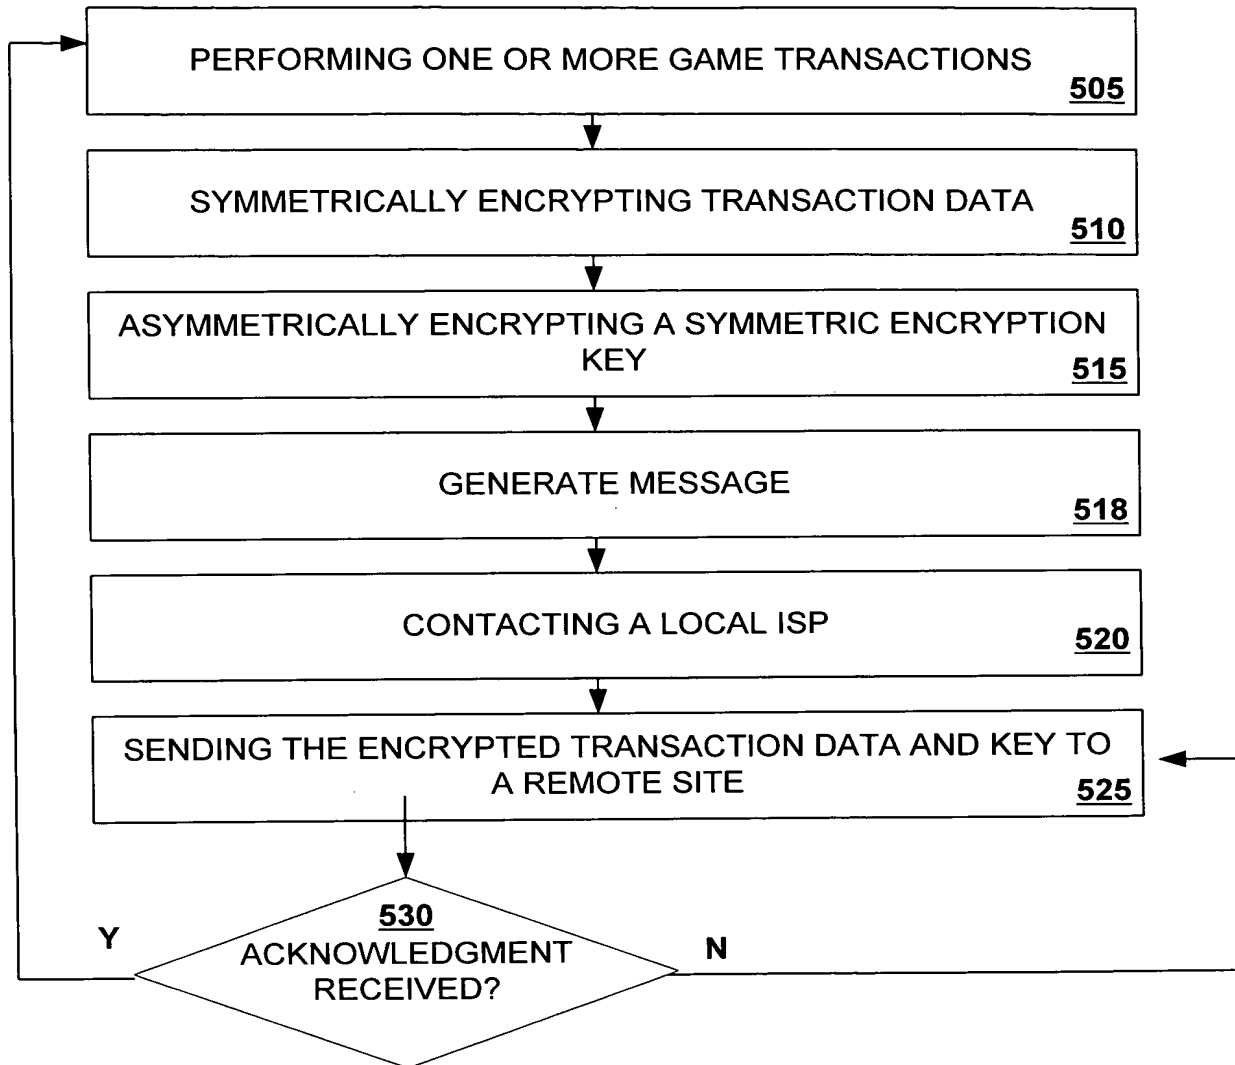 PERFORMING ONE OR MORE GAME TRANSACTIONS
505
SYMMETRICALLY ENCRYPTING TRANSACTION DATA
510
ASYMMETRICALLY ENCRYPTING A SYMMETRIC ENCRYPTION
KEY
515
GENERATE MESSAGE
518
CONTACTING A LOCAL ISP
520
SENDING THE ENCRYPTED TRANSACTION DATA AND KEY TO
A REMOTE SITE
525
530
ACKNOWLEDGMENT
RECEIVED?
Y
N